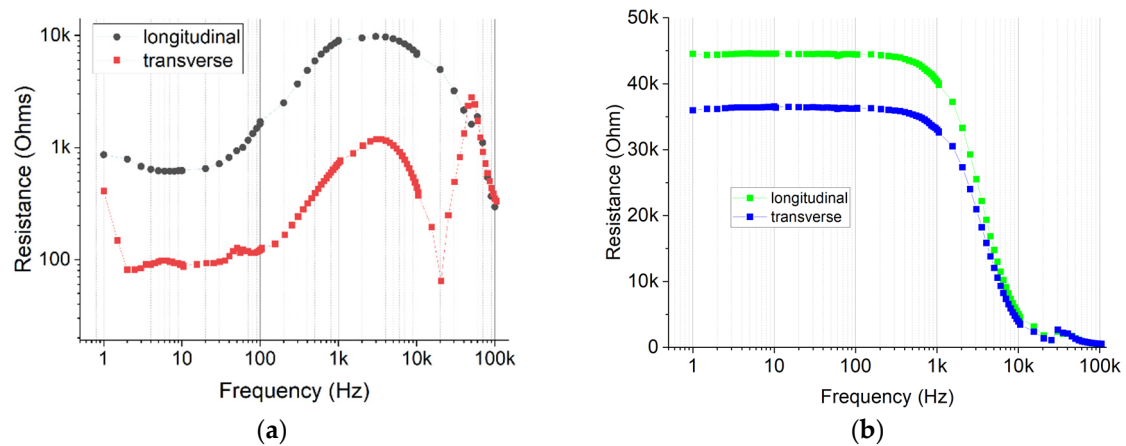 10k
1k
100
Resistance (Ohms)
longitudinal
transverse
1 10 100 1k 10k 100k
Frequency (Hz)
(a)
50k
40k
30k
20k
10k
0
Resistance (Ohm)
longitudinal
transverse
1 10 100 1k 10k 100k
Frequency (Hz)
(b)